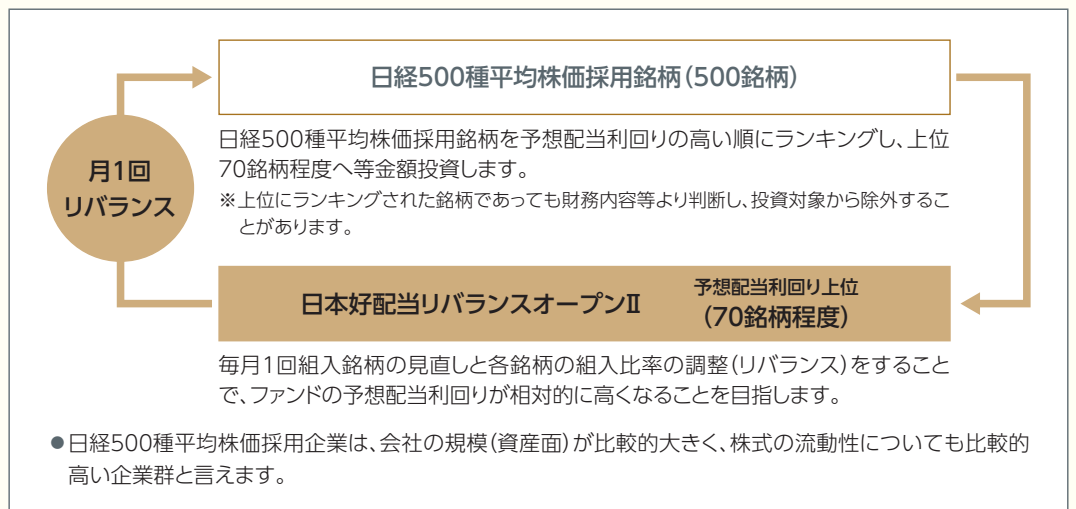 日経500種平均株価採用銘柄（500銘柄）
日経500種平均株価採用銘柄を予想配当利回りの高い順にランキングし、上位
70銘柄程度へ等金額投資します。
※上位にランキングされた銘柄であっても財務内容等より判断し、投資対象から除外するこ
とがあります。
月1回
リバランス
日本好配当リバランスオープンⅡ
予想配当利回り上位
（70銘柄程度）
毎月1回組入銘柄の見直しと各銘柄の組入比率の調整（リバランス）をすること
で、ファンドの予想配当利回りが相対的に高くなることを目指します。
●日経500種平均株価採用企業は、会社の規模（資産面）が比較的大きく、株式の流動性についても比較的
高い企業群と言えます。